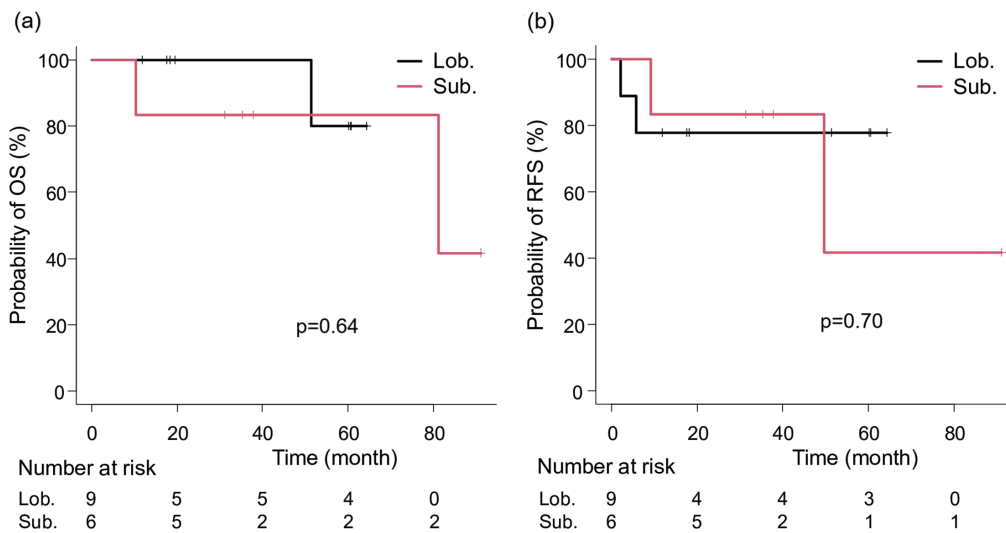 (a)
100
80
60
40
20
0
Probability of OS (%)
Lob.
Sub.
p=0.64
0 20 40 60 80
Time (month)
Number at risk
Lob. 9 5 5 4 0
Sub. 6 5 2 2 2
(b)
100
80
60
40
20
0
Probability of RFS (%)
Lob.
Sub.
p=0.70
0 20 40 60 80
Time (month)
Number at risk
Lob. 9 4 4 3 0
Sub. 6 5 2 1 1